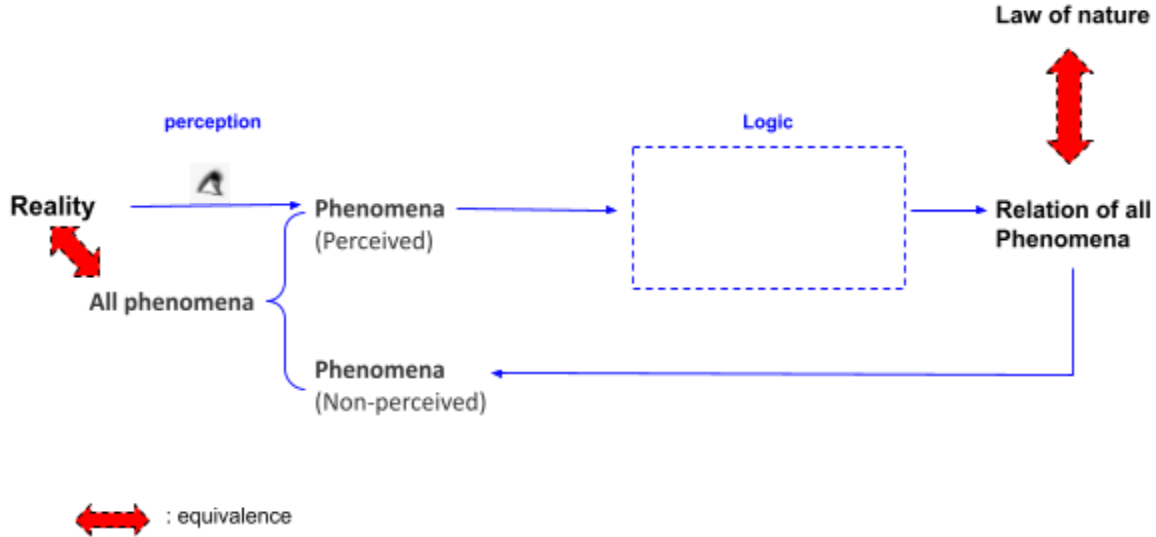 Law of nature
perception
Logic
Reality
Phenomena
(Perceived)
Relation of all
Phenomena
All phenomena
Phenomena
(Non-perceived)
: equivalence